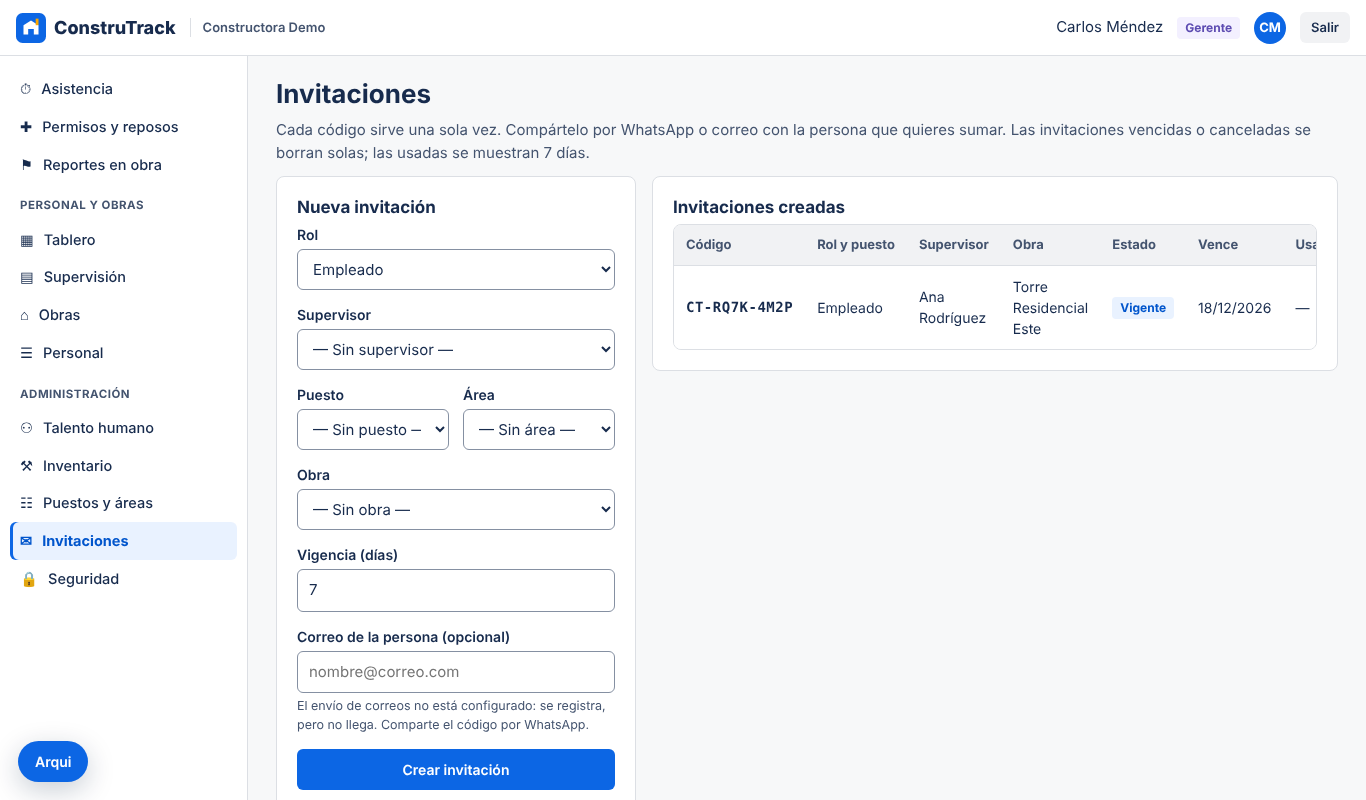 ConstruTrack
Constructora Demo
Carlos Méndez
Gerente
CM
Salir
Asistencia
Permisos y reposos
Reportes en obra
PERSONAL Y OBRAS
Tablero
Supervisión
Obras
Personal
ADMINISTRACIÓN
Talento humano
Inventario
Puestos y áreas
Invitaciones
Seguridad
Arqui
Invitaciones
Cada código sirve una sola vez. Compártelo por WhatsApp o correo con la persona que quieres sumar. Las invitaciones vencidas o canceladas se
borran solas; las usadas se muestran 7 días.
Nueva invitación
Rol
Empleado
Supervisor
— Sin supervisor —
Puesto
Área
— Sin puesto —
— Sin área —
Obra
— Sin obra —
Vigencia (días)
7
Correo de la persona (opcional)
nombre@correo.com
El envío de correos no está configurado: se registra,
pero no llega. Comparte el código por WhatsApp.
Crear invitación
Invitaciones creadas
Código Rol y puesto Supervisor Obra Estado Vence
CT-RQ7K-4M2P Empleado Ana Rodríguez Torre Residencial Este Vigente 18/12/2026 —